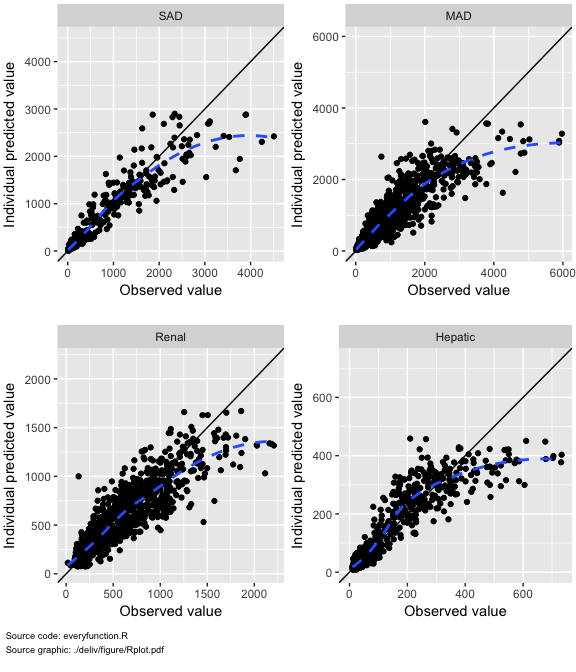 SAD
MAD
4000
3000
2000
1000
0
0 1000 2000 3000 4000
Individual predicted value
Observed value
6000
4000
2000
0
0 2000 4000 6000
Individual predicted value
Observed value
Renal
Hepatic
2000
1500
1000
500
0
0 500 1000 1500 2000
Individual predicted value
Observed value
600
400
200
0
0 200 400 600
Individual predicted value
Observed value
Source code: everyfunction.R
Source graphic: ./deliv/figure/Rplot.pdf